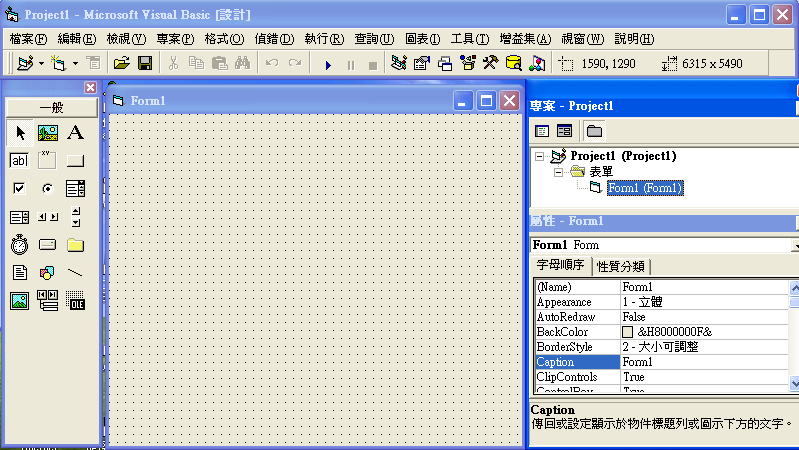 Project1 - Microsoft Visual Basic [設計]
檔案(F) 編輯(E) 檢視(V) 專案(P) 格式(O) 偵錯(D) 執行(R) 查詢(U) 圖表(I) 工具(T) 增益集(A) 視窗(W) 說明(H)
1590, 1290 6315 x 5490
一般
A
ab
XY
OLE
Form1
專案 - Project1
Project1 (Project1)
表單
Form1 (Form1)
屬性 - Form1
Form1 Form
字母順序 性質分類
(Name) Form1
Appearance 1 - 立體
AutoRedraw False
BackColor &H8000000F&
BorderStyle 2 - 大小可調整
Caption Form1
ClipControls True
ControlBox True
Caption
傳回或設定顯示於物件標題列或圖示下方的文字。